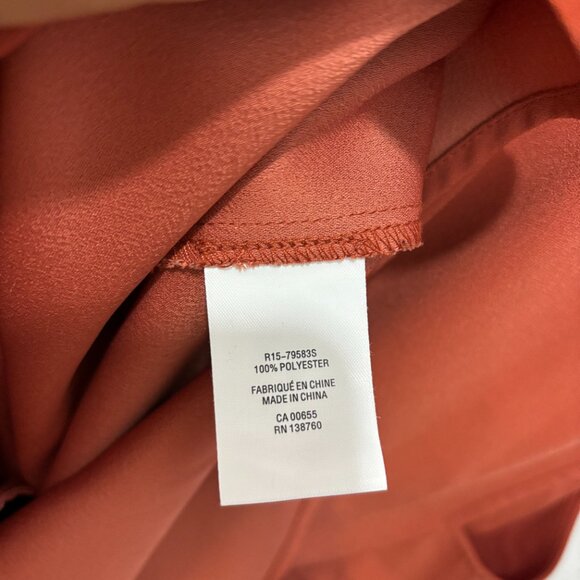 R15-79583S
100% POLYESTER
FABRIQUÉ EN CHINE
MADE IN CHINA
CA 00655
RN 138760